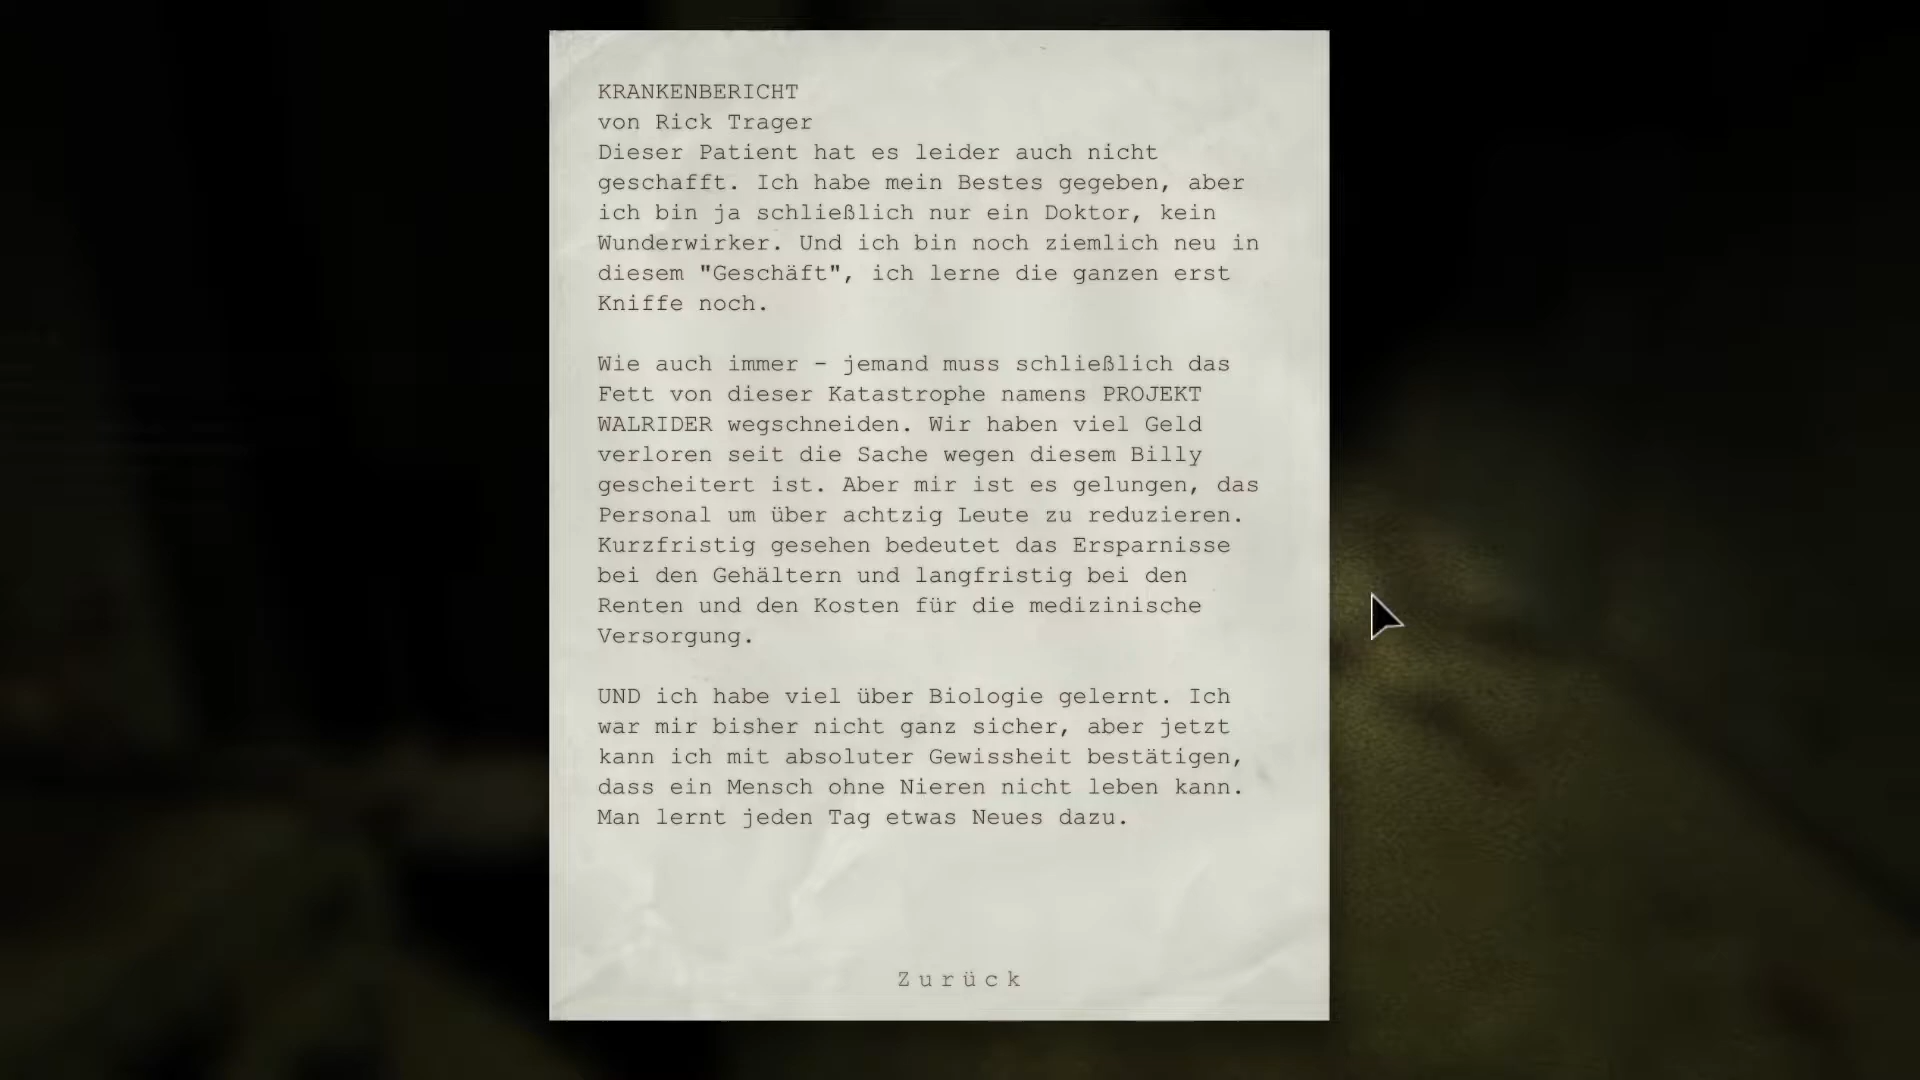 KRANKENBERICHT
von Rick Trager
Dieser Patient hat es leider auch nicht
geschafft. Ich habe mein Bestes gegeben, aber
ich bin ja schließlich nur ein Doktor, kein
Wunderwirker. Und ich bin noch ziemlich neu in
diesem "Geschäft", ich lerne die ganzen erst
Kniffe noch.
Wie auch immer - jemand muss schließlich das
Fett von dieser Katastrophe namens PROJEKT
WALRIDER wegschneiden. Wir haben viel Geld
verloren seit die Sache wegen diesem Billy
gescheitert ist. Aber mir ist es gelungen, das
Personal um über achtzig Leute zu reduzieren.
Kurzfristig gesehen bedeutet das Ersparnisse
bei den Gehältern und langfristig bei den
Renten und den Kosten für die medizinische
Versorgung.
UND ich habe viel über Biologie gelernt. Ich
war mir bisher nicht ganz sicher, aber jetzt
kann ich mit absoluter Gewissheit bestätigen,
dass ein Mensch ohne Nieren nicht leben kann.
Man lernt jeden Tag etwas Neues dazu.
Zurück